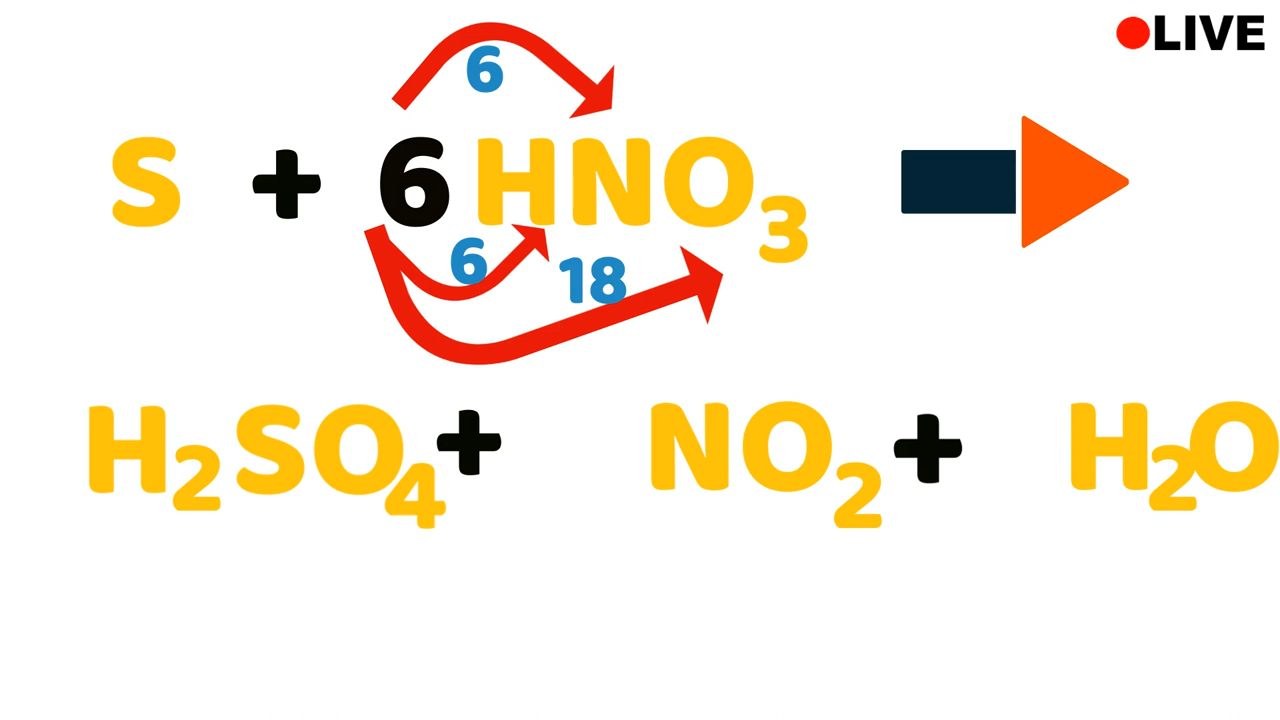 LIVE
6
S + 6 HNO₃
6 18
H₂SO₄ + NO₂ + H₂O